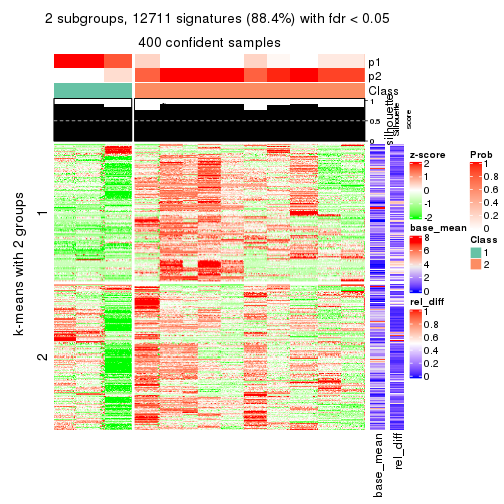 2 subgroups, 12711 signatures (88.4%) with fdr < 0.05
400 confident samples
p1
p2
Class
1
0.5
0
silhouette
Silhouette
score
k-means with 2 groups
1
2
base_mean
rel_diff
z-score
2
1
0
-1
-2
base_mean
8
6
4
2
0
rel_diff
1
0.8
0.6
0.4
0.2
0
Prob
1
0.8
0.6
0.4
0.2
0
Class
1
2